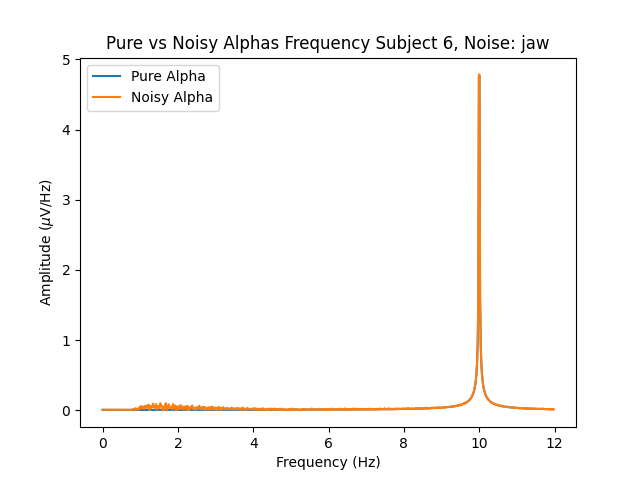 Pure vs Noisy Alphas Frequency Subject 6, Noise: jaw
Pure Alpha
Noisy Alpha
5
4
3
2
1
0
Amplitude (μV/Hz)
0 2 4 6 8 10 12
Frequency (Hz)